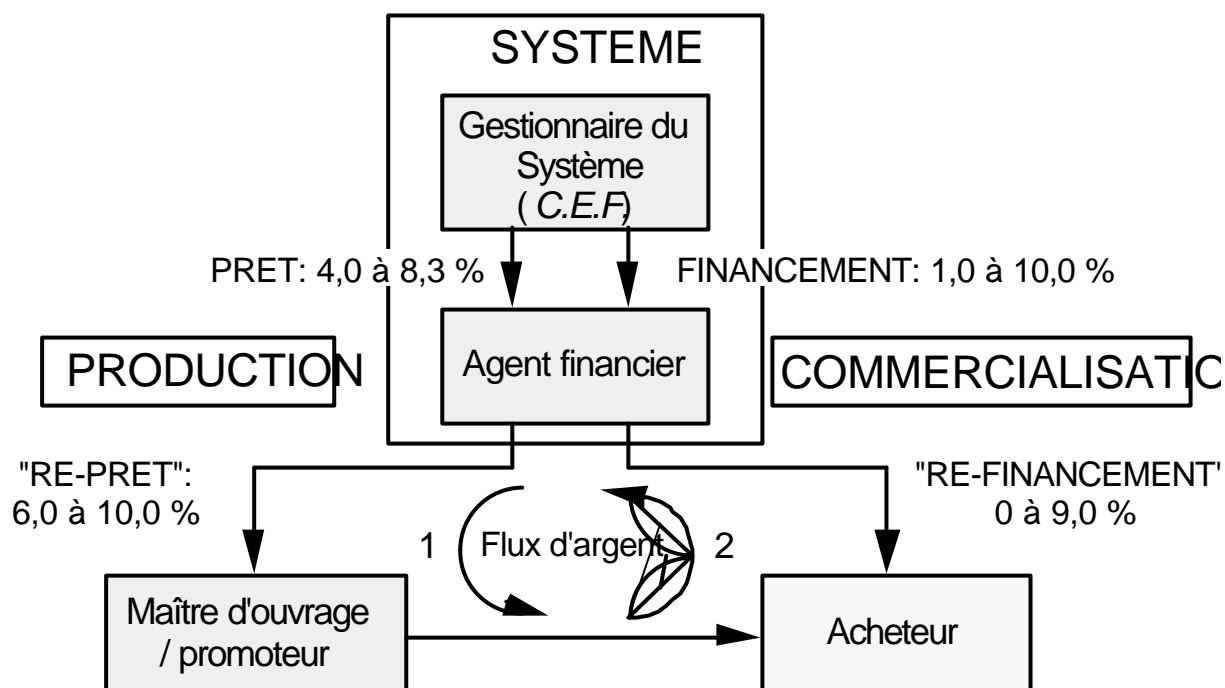 SYSTEME
Gestionnaire du
Système
( C.E.F.)
PRET: 4,0 à 8,3 %
FINANCEMENT: 1,0 à 10,0 %
PRODUCTION
Agent financier
COMMERCIALISATIO
"RE-PRET":
6,0 à 10,0 %
"RE-FINANCEMENT"
0 à 9,0 %
1
Flux d'argent
2
Maître d'ouvrage
/ promoteur
Acheteur